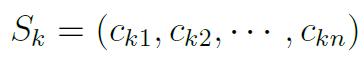 $S_k = (c_{k1}, c_{k2}, \cdots, c_{kn})$